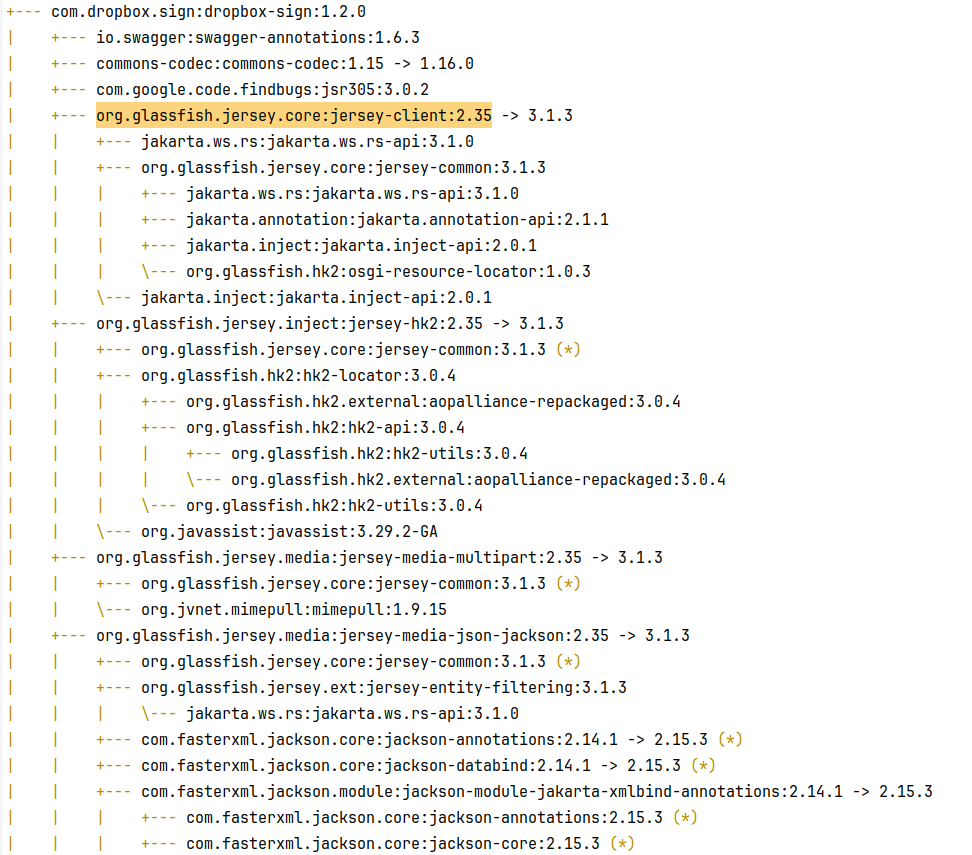 +--- com.dropbox.sign:dropbox-sign:1.2.0
|    +--- io.swagger:swagger-annotations:1.6.3
|    +--- commons-codec:commons-codec:1.15 -> 1.16.0
|    +--- com.google.code.findbugs:jsr305:3.0.2
|    +--- org.glassfish.jersey.core:jersey-client:2.35 -> 3.1.3
|    |    +--- jakarta.ws.rs:jakarta.ws.rs-api:3.1.0
|    |    +--- org.glassfish.jersey.core:jersey-common:3.1.3
|    |    |    +--- jakarta.ws.rs:jakarta.ws.rs-api:3.1.0
|    |    |    +--- jakarta.annotation:jakarta.annotation-api:2.1.1
|    |    |    +--- jakarta.inject:jakarta.inject-api:2.0.1
|    |    |    \--- org.glassfish.hk2:osgi-resource-locator:1.0.3
|    |    \--- jakarta.inject:jakarta.inject-api:2.0.1
|    +--- org.glassfish.jersey.inject:jersey-hk2:2.35 -> 3.1.3
|    |    +--- org.glassfish.jersey.core:jersey-common:3.1.3 (*)
|    |    +--- org.glassfish.hk2:hk2-locator:3.0.4
|    |    |    +--- org.glassfish.hk2.external:aopalliance-repackaged:3.0.4
|    |    |    +--- org.glassfish.hk2:hk2-api:3.0.4
|    |    |    |    +--- org.glassfish.hk2:hk2-utils:3.0.4
|    |    |    |    \--- org.glassfish.hk2.external:aopalliance-repackaged:3.0.4
|    |    |    \--- org.glassfish.hk2:hk2-utils:3.0.4
|    |    \--- org.javassist:javassist:3.29.2-GA
|    +--- org.glassfish.jersey.media:jersey-media-multipart:2.35 -> 3.1.3
|    |    +--- org.glassfish.jersey.core:jersey-common:3.1.3 (*)
|    |    \--- org.jvnet.mimepull:mimepull:1.9.15
|    +--- org.glassfish.jersey.media:jersey-media-json-jackson:2.35 -> 3.1.3
|    |    +--- org.glassfish.jersey.core:jersey-common:3.1.3 (*)
|    |    +--- org.glassfish.jersey.ext:jersey-entity-filtering:3.1.3
|    |    |    \--- jakarta.ws.rs:jakarta.ws.rs-api:3.1.0
|    |    +--- com.fasterxml.jackson.core:jackson-annotations:2.14.1 -> 2.15.3 (*)
|    |    +--- com.fasterxml.jackson.core:jackson-databind:2.14.1 -> 2.15.3 (*)
|    |    +--- com.fasterxml.jackson.module:jackson-module-jakarta-xmlbind-annotations:2.14.1 -> 2.15.3
|    |    |    +--- com.fasterxml.jackson.core:jackson-annotations:2.15.3 (*)
|    |    |    +--- com.fasterxml.jackson.core:jackson-core:2.15.3 (*)